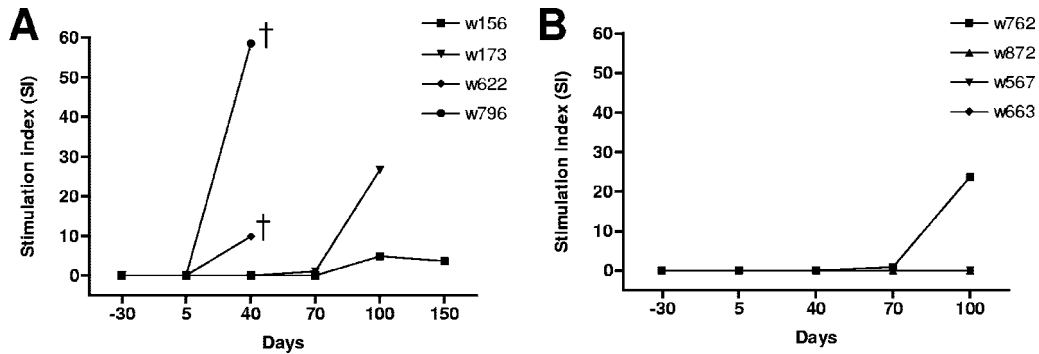 A
w156
w173
w622
w796
Stimulation index (SI)
60
50
40
30
20
10
0
†
†
-30 5 40 70 100 150
Days
B
w762
w872
w567
w663
Stimulation index (SI)
60
50
40
30
20
10
0
-30 5 40 70 100
Days